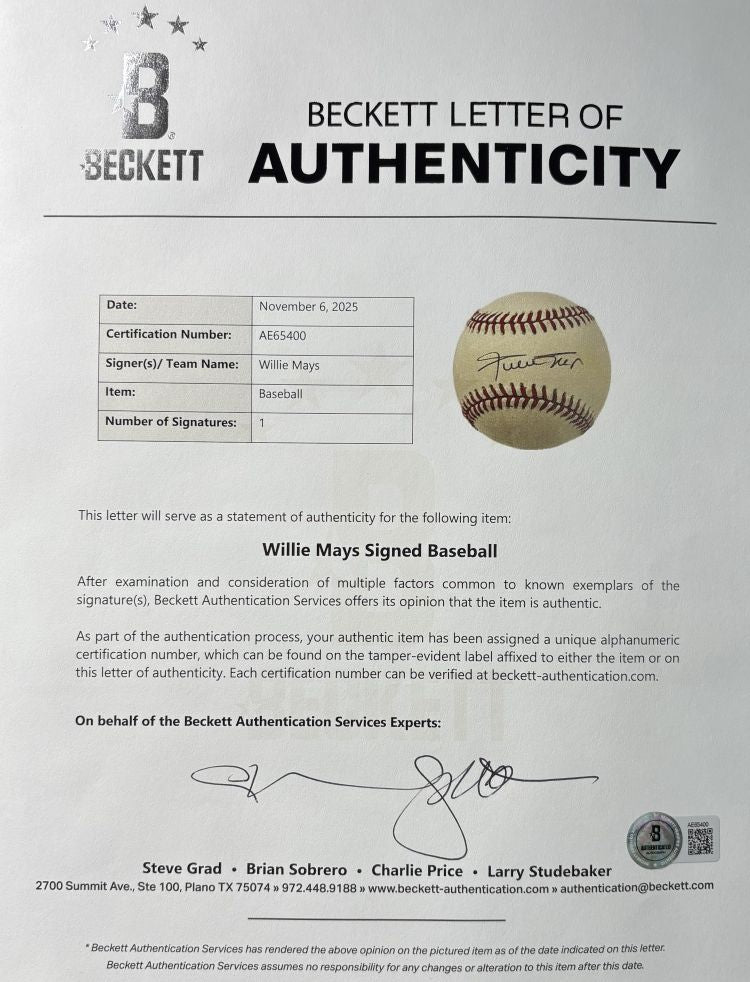 B
BECKETT
BECKETT LETTER OF
AUTHENTICITY
Date: November 6, 2025
Certification Number: AE65400
Signer(s)/ Team Name: Willie Mays
Item: Baseball
Number of Signatures: 1
Willie Mays
This letter will serve as a statement of authenticity for the following item:
Willie Mays Signed Baseball
After examination and consideration of multiple factors common to known exemplars of the
signature(s), Beckett Authentication Services offers its opinion that the item is authentic.
As part of the authentication process, your authentic item has been assigned a unique alphanumeric
certification number, which can be found on the tamper-evident label affixed to either the item or on
this letter of authenticity. Each certification number can be verified at beckett-authentication.com.
On behalf of the Beckett Authentication Services Experts:
B
AUTHENTICATED
AE65400
Steve Grad • Brian Sobrero • Charlie Price • Larry Studebaker
2700 Summit Ave., Ste 100, Plano TX 75074 » 972.448.9188 » www.beckett-authentication.com » authentication@beckett.com
* Beckett Authentication Services has rendered the above opinion on the pictured item as of the date indicated on this letter.
Beckett Authentication Services assumes no responsibility for any changes or alteration to this item after this date.